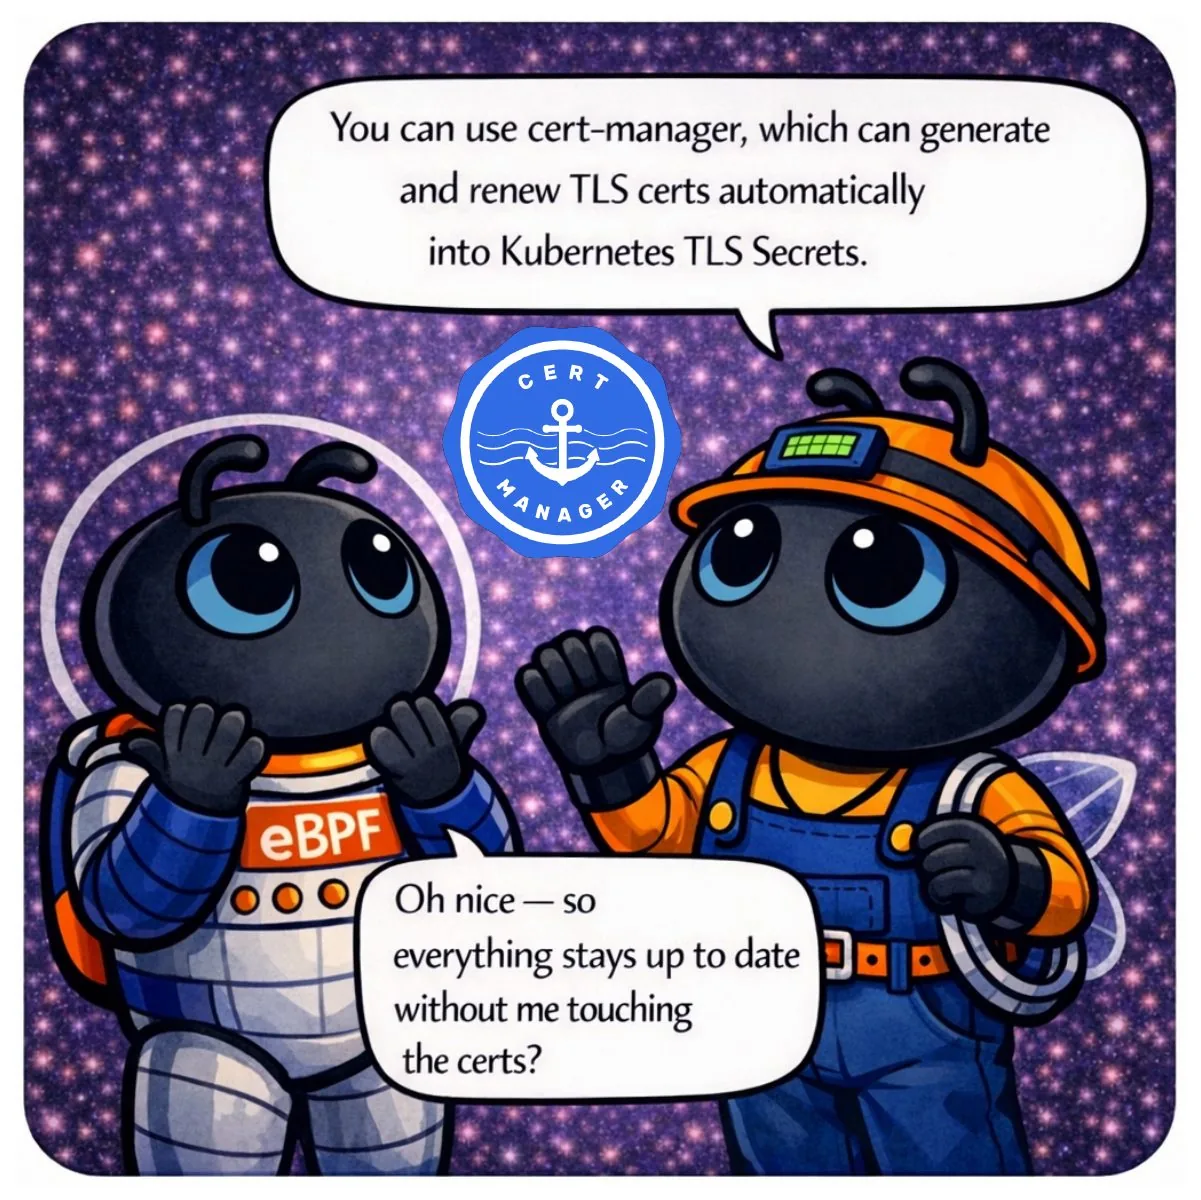 You can use cert-manager, which can generate
and renew TLS certs automatically
into Kubernetes TLS Secrets.
CERT
MANAGER
eBPF
Oh nice — so
everything stays up to date
without me touching
the certs?